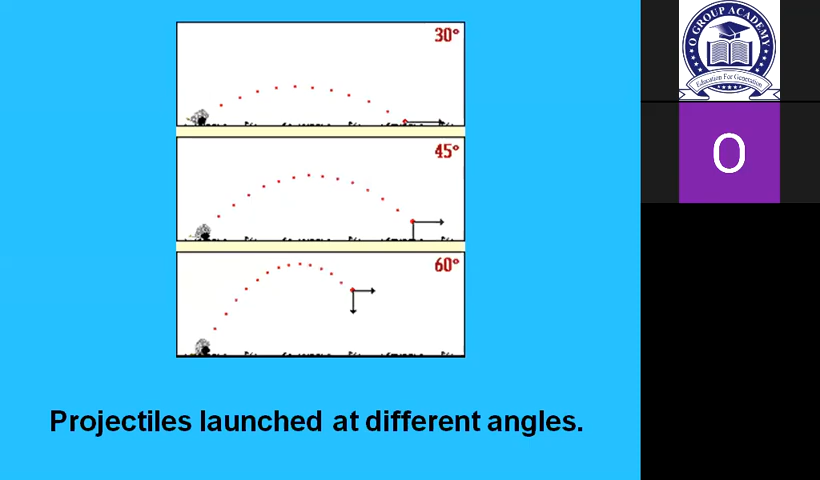 30°
45°
60°
Projectiles launched at different angles.
O GROUP ACADEMY
Education For Generation
O